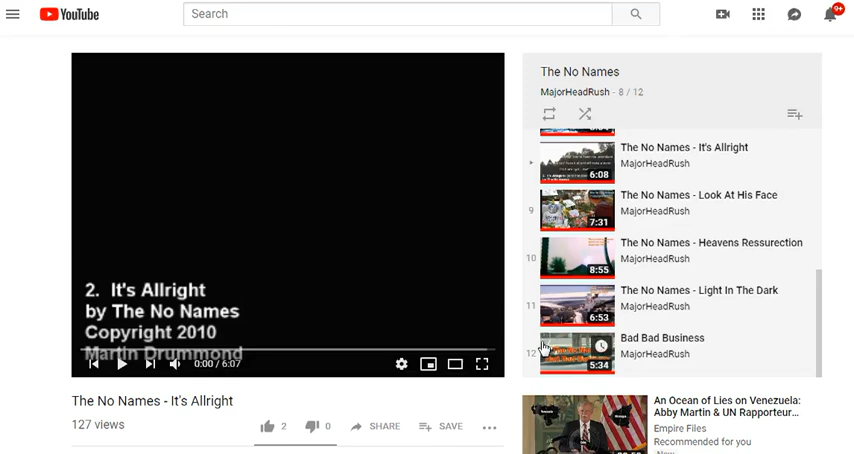 YouTube
Search
9+
2. It's Allright
by The No Names
Copyright 2010
Martin Drummond
0:00 / 6:07
The No Names - It's Allright
127 views
2
0
SHARE
SAVE
The No Names
MajorHeadRush - 8 / 12
The No Names - It's Allright
MajorHeadRush
6:08
9
The No Names - Look At His Face
MajorHeadRush
7:31
10
The No Names - Heavens Ressurection
MajorHeadRush
8:55
11
The No Names - Light In The Dark
MajorHeadRush
6:53
12
Bad Bad Business
MajorHeadRush
5:34
An Ocean of Lies on Venezuela:
Abby Martin & UN Rapporteur...
Empire Files
Recommended for you